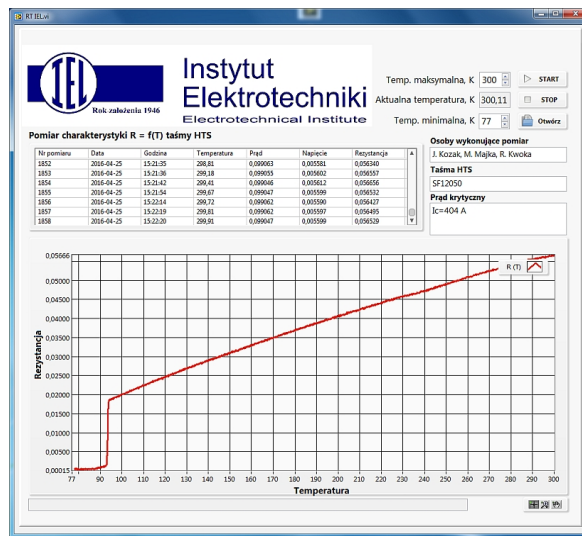 RT IEL.vi
IEL
Rok założenia 1946
Instytut
Elektrotechniki
Electrotechnical Institute
Temp. maksymalna, K 300 START
Aktualna temperatura, K 300,11 STOP
Temp. minimalna, K 77 Otwórz
Pomiar charakterystyki R = f(T) taśmy HTS
Nr pomiaru Data Godzina Temperatura Prąd Napięcie Rezystancja
1852 2016-04-25 15:21:35 298,81 0,099063 0,005581 0,056340
1853 2016-04-25 15:21:36 299,18 0,099055 0,005602 0,056557
1854 2016-04-25 15:21:42 299,41 0,099046 0,005612 0,056656
1855 2016-04-25 15:21:54 299,67 0,099047 0,005599 0,056532
1856 2016-04-25 15:22:14 299,72 0,099062 0,005590 0,056427
1857 2016-04-25 15:22:19 299,81 0,099062 0,005597 0,056495
1858 2016-04-25 15:22:20 299,91 0,099047 0,005599 0,056529
Osoby wykonujące pomiar
J. Kozak, M. Majka, R. Kwoka
Taśma HTS
SF12050
Prąd krytyczny
Ic=404 A
R (T)
Rezystancja
0,05666
0,05000
0,04500
0,04000
0,03500
0,03000
0,02500
0,02000
0,01500
0,01000
0,00500
0,00015
77 90 100 110 120 130 140 150 160 170 180 190 200 210 220 230 240 250 260 270 280 290 300
Temperatura